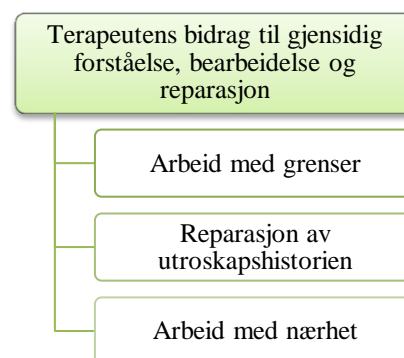 Terapeutens bidrag til gjensidig
forståelse, bearbeidelse og
reparasjon
Arbeid med grenser
Reparasjon av
utroskapshistorien
Arbeid med nærhet